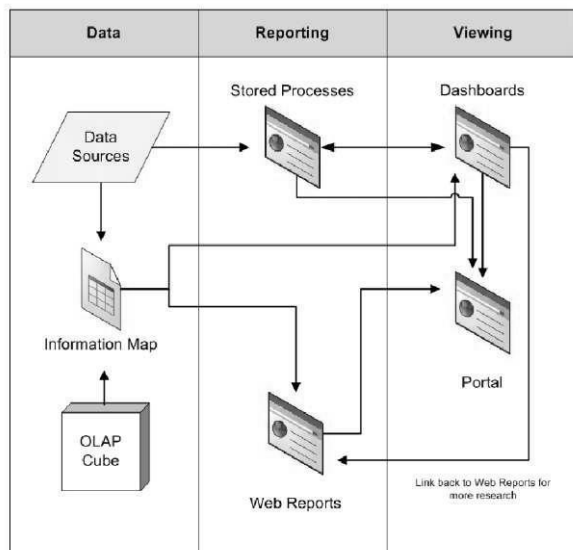 Data
Reporting
Viewing
Stored Processes
Dashboards
Data
Sources
Information Map
Portal
OLAP
Cube
Web Reports
Link back to Web Reports for
more research